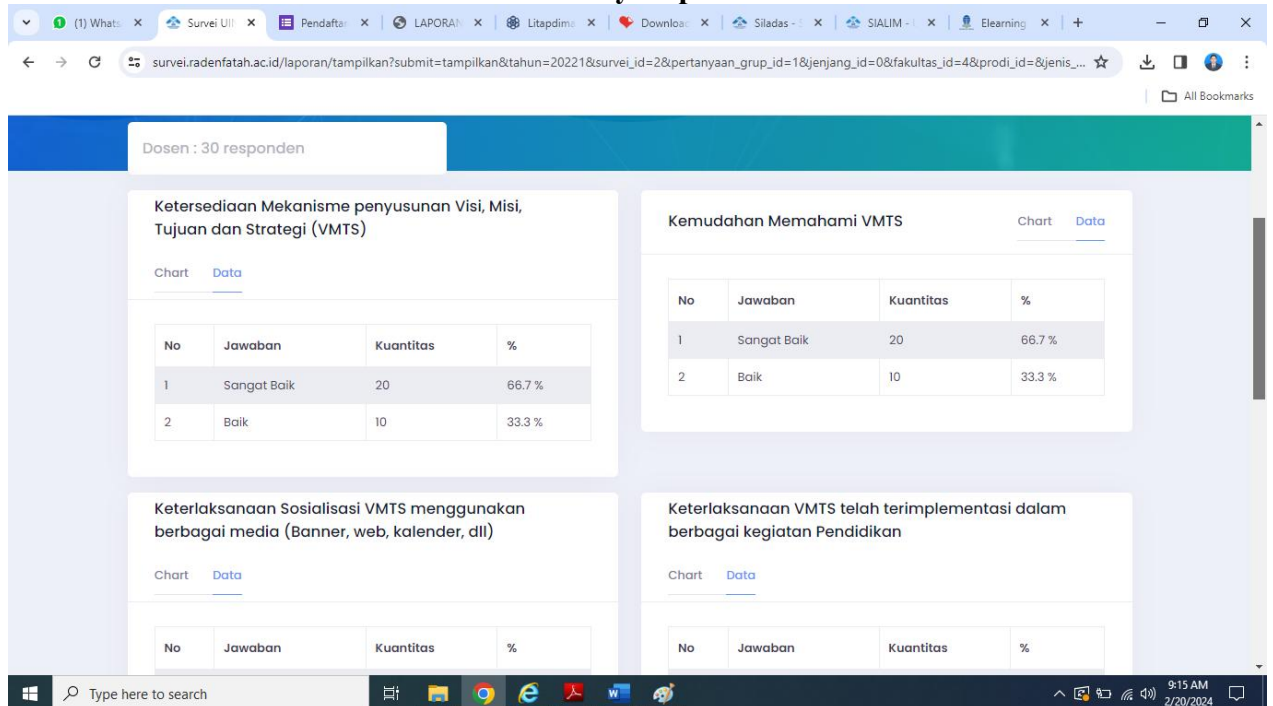 (1) Whats
Survei UII
Pendaftar
LAPORAN
Litapdima
Download
Siladas -
SIALIM -
Elearning
survei.radenfatah.ac.id/laporan/tampilkan?submit=tampilkan&tahun=20221&survei_id=2&pertanyaan_grup_id=1&jenjang_id=0&fakultas_id=4&prodi_id=&jenis_...
All Bookmarks
Dosen : 30 responden
Ketersediaan Mekanisme penyusunan Visi, Misi,
Tujuan dan Strategi (VMTS)
Chart Data
No Jawaban Kuantitas %
1 Sangat Baik 20 66.7 %
2 Baik 10 33.3 %
Kemudahan Memahami VMTS
Chart Data
No Jawaban Kuantitas %
1 Sangat Baik 20 66.7 %
2 Baik 10 33.3 %
Keterlaksanaan Sosialisasi VMTS menggunakan
berbagai media (Banner, web, kalender, dll)
Chart Data
No Jawaban Kuantitas %
Keterlaksanaan VMTS telah terimplementasi dalam
berbagai kegiatan Pendidikan
Chart Data
No Jawaban Kuantitas %
Type here to search
9:15 AM
2/20/2024